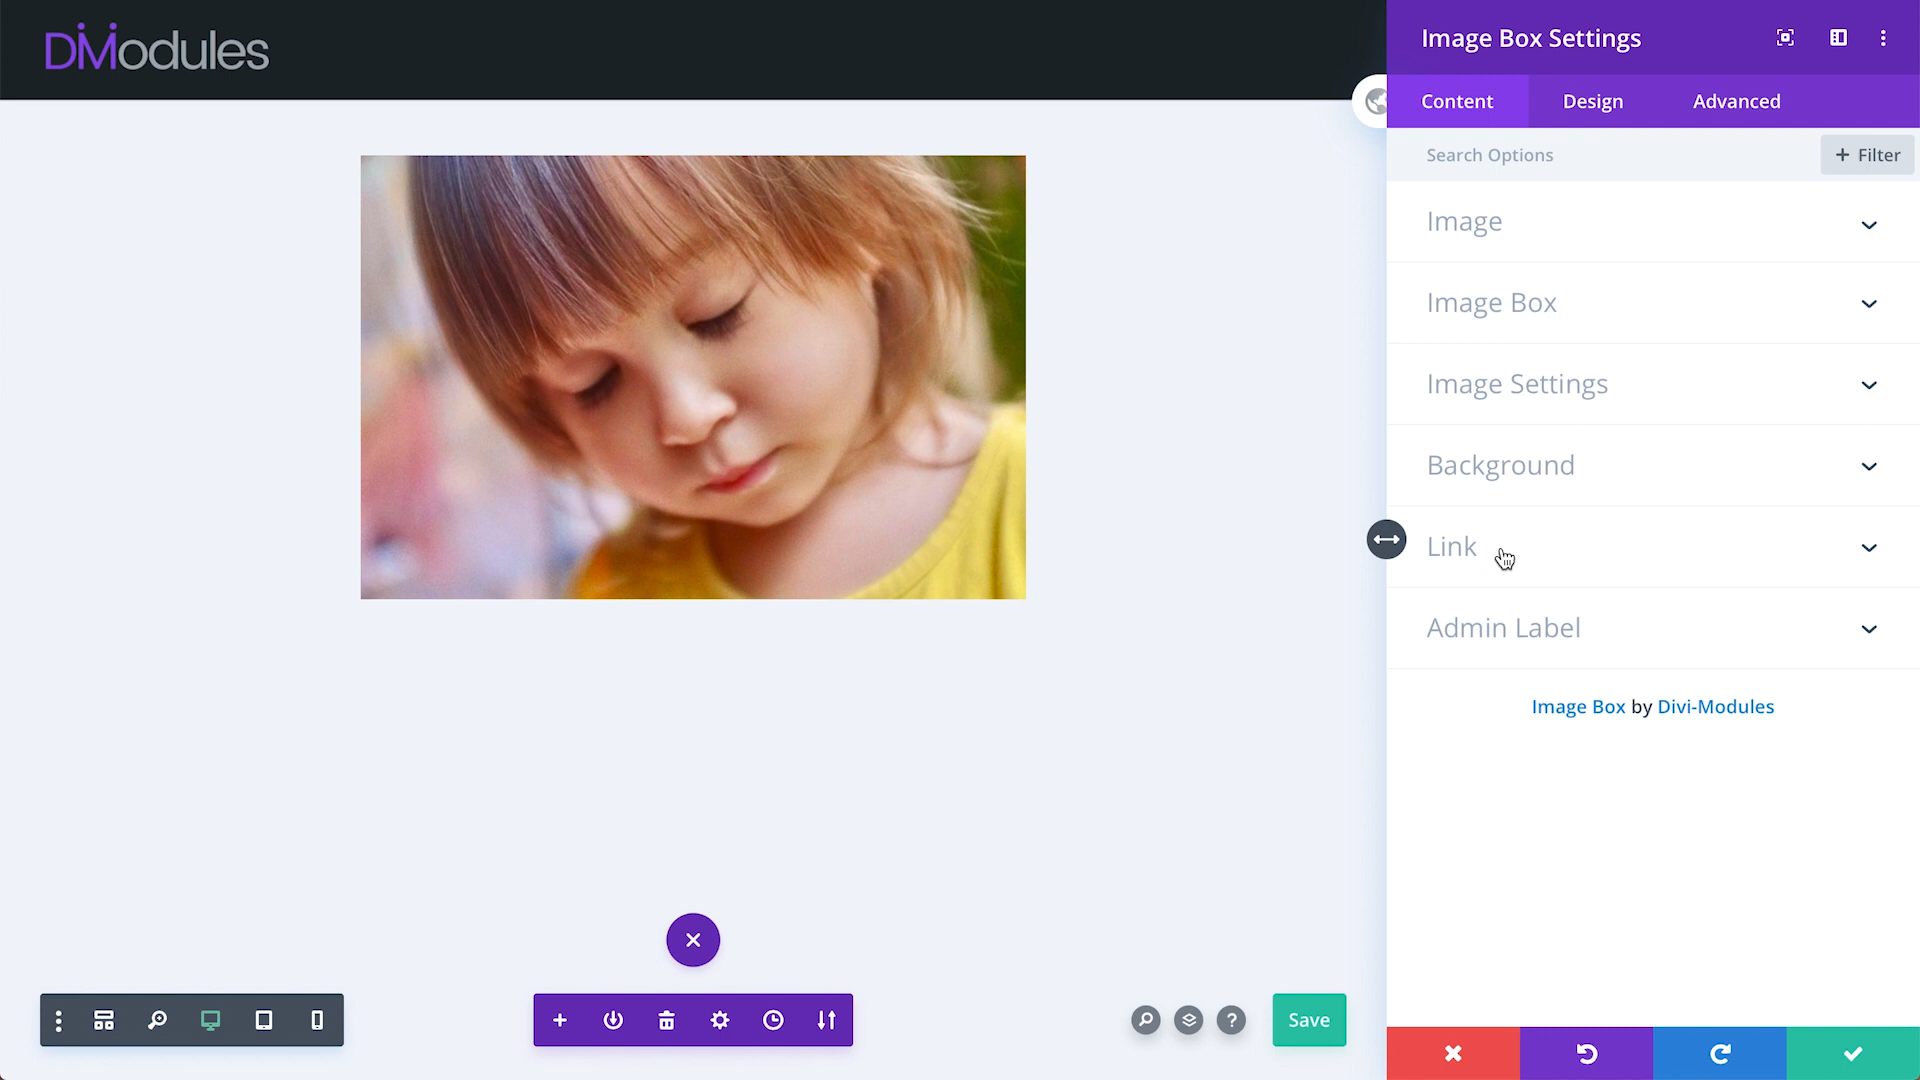 DiModules
Image Box Settings
Content Design Advanced
Search Options
+ Filter
Image
Image Box
Image Settings
Background
Link
Admin Label
Image Box by Divi-Modules
? Save